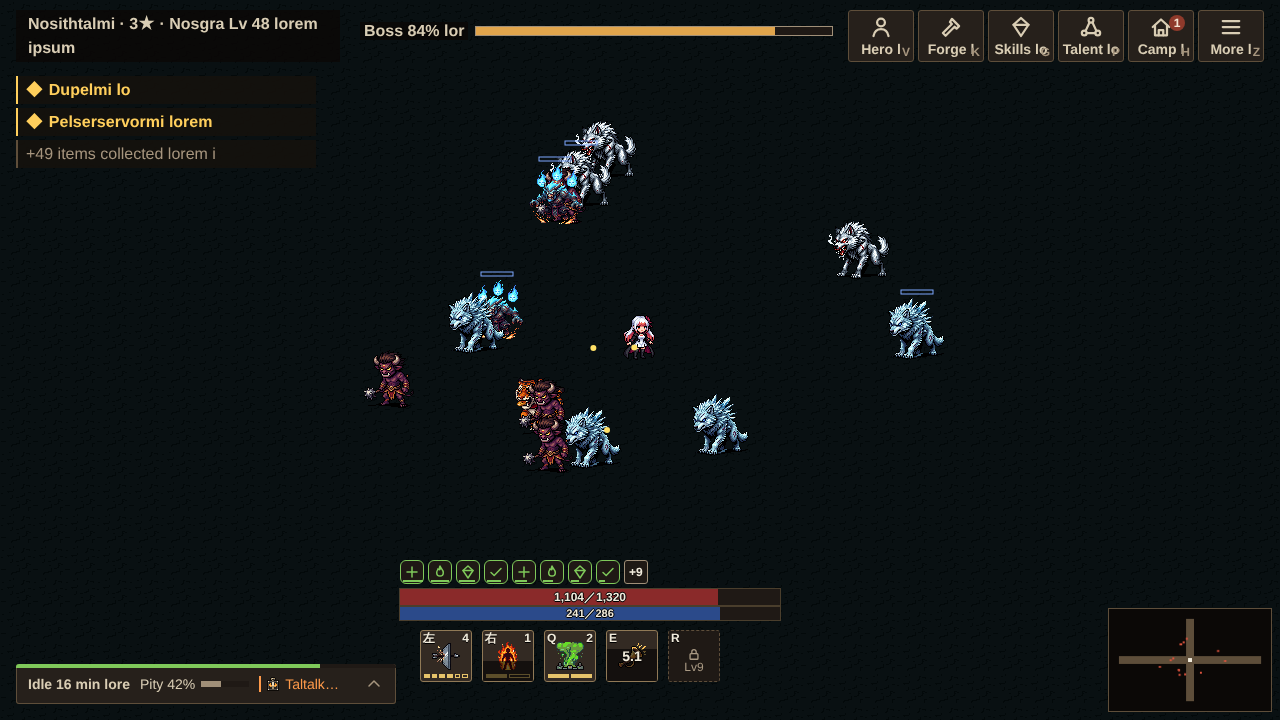 Nosithtalmi · 3★ · Nosgra Lv 48 lorem
ipsum
Boss 84% lor
Hero l V
Forge l K
Skills lo G
Talent lo P
Camp l H
1
More l Z
Dupelmi lo
Pelserservormi lorem
+49 items collected lorem i
+9
1,104／1,320
241／286
左 4
右 1
Q 2
E 5.1
R Lv9
Idle 16 min lore Pity 42% Taltalk…